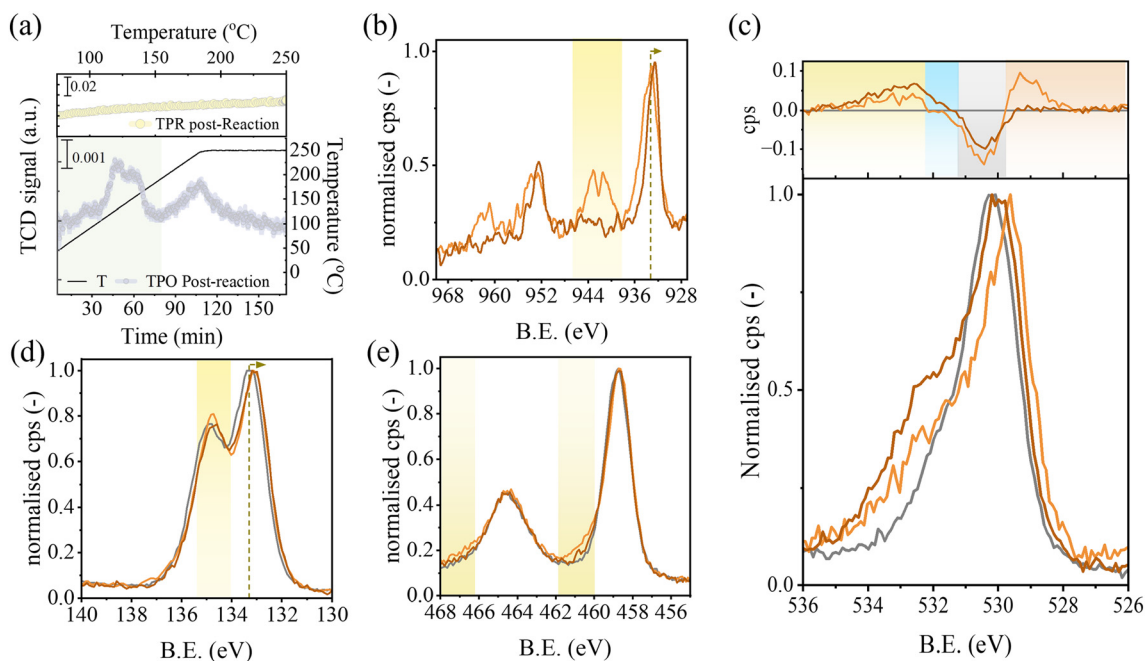 (a)
Temperature (°C)
100 150 200 250
0.02
TPR post-Reaction
TCD signal (a.u.)
0.001
250
200
150
100
50
0
Temperature (°C)
T TPO Post-reaction
30 60 90 120 150
Time (min)
(b)
1.0
0.5
0.0
normalised cps (-)
968 960 952 944 936 928
B.E. (eV)
(c)
0.1
0.0
−0.1
cps
1.0
0.5
0.0
Normalised cps (-)
536 534 532 530 528 526
B.E. (eV)
(d)
1.0
0.8
0.6
0.4
0.2
0.0
normalised cps (-)
140 138 135 133 130
B.E. (eV)
(e)
1.0
0.8
0.6
0.4
0.2
0.0
normalised cps (-)
468 466 464 462 460 458 456
B.E. (eV)